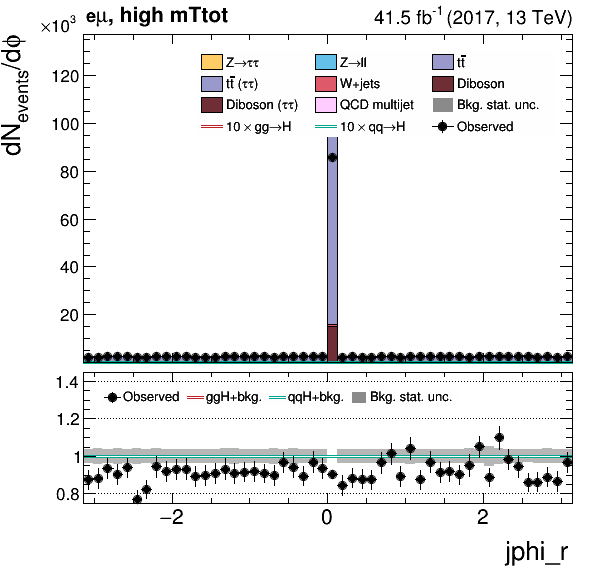 eμ, high mTtot 41.5 fb⁻¹ (2017, 13 TeV)
×10³
dN_events/dϕ
Z→ττ Z→ll tt̄
tt̄ (ττ) W+jets Diboson
Diboson (ττ) QCD multijet Bkg. stat. unc.
10×gg→H 10×qq→H Observed
120
100
80
60
40
20
1.4
Observed ggH+bkg. qqH+bkg. Bkg. stat. unc.
1.2
1
0.8
−2 0 2
jphi_r